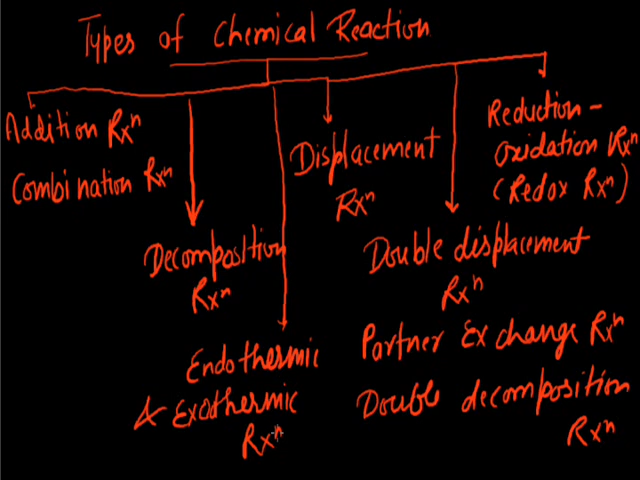 Types of Chemical Reaction
Addition Rxⁿ
Combination Rxⁿ
Decomposition
Rxⁿ
Endothermic
& Exothermic
Rxⁿ
Displacement
Rxⁿ
Double displacement
Rxⁿ
Partner Exchange Rxⁿ
Double decomposition
Rxⁿ
Reduction –
Oxidation Rxⁿ
(Redox Rxⁿ)